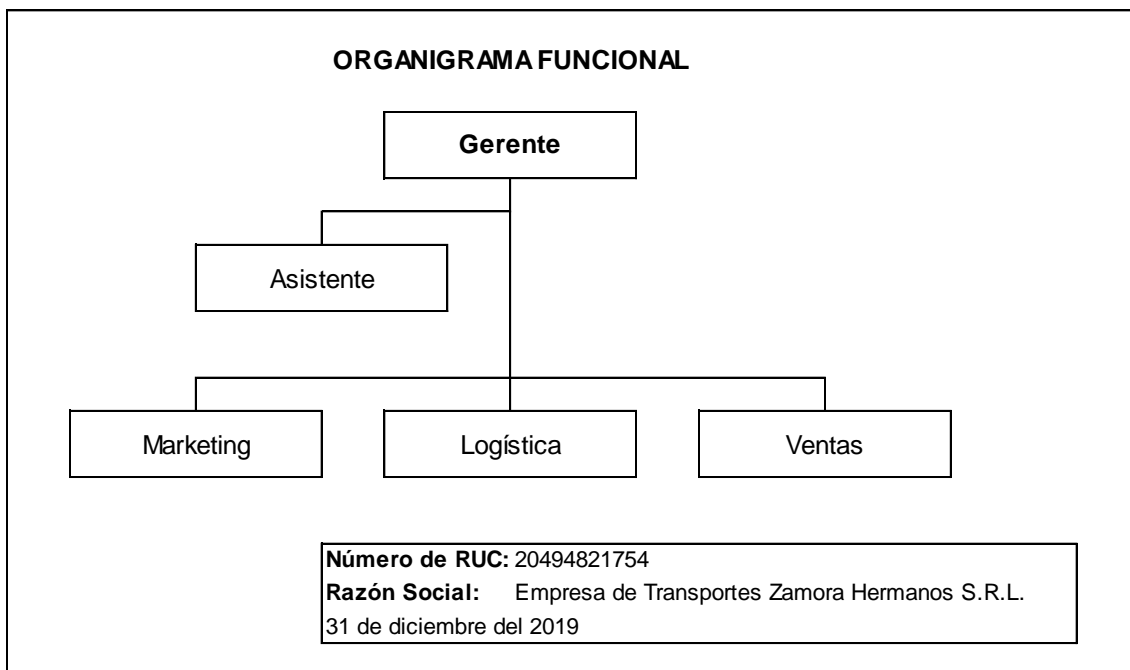 ORGANIGRAMA FUNCIONAL
Gerente
Asistente
Marketing
Logística
Ventas
Número de RUC: 20494821754
Razón Social: Empresa de Transportes Zamora Hermanos S.R.L.
31 de diciembre del 2019